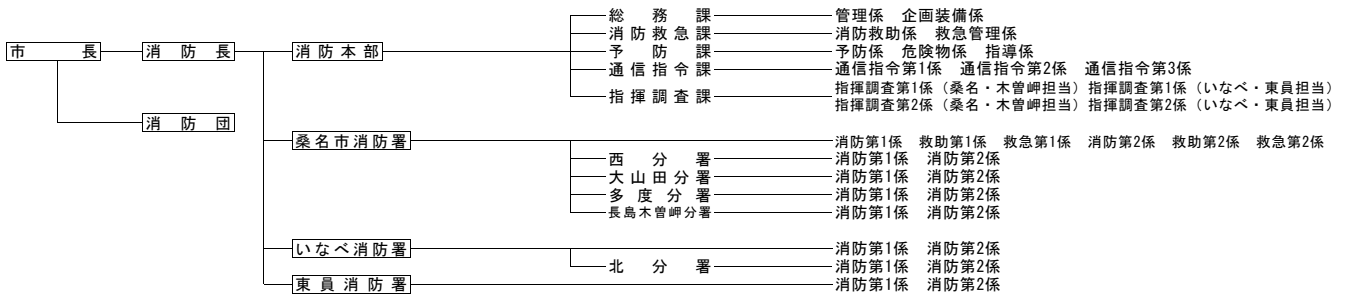 総務課 管理係 企画装備係
消防救急課 消防救助係 救急管理係
市長 消防長 消防本部 予防課 予防係 危険物係 指導係
通信指令課 通信指令第1係 通信指令第2係 通信指令第3係
指揮調査課 指揮調査第1係（桑名・木曽岬担当）指揮調査第1係（いなべ・東員担当）
指揮調査第2係（桑名・木曽岬担当）指揮調査第2係（いなべ・東員担当）
消防団
桑名市消防署 消防第1係 救助第1係 救急第1係 消防第2係 救助第2係 救急第2係
西分署 消防第1係 消防第2係
大山田分署 消防第1係 消防第2係
多度分署 消防第1係 消防第2係
長島木曽岬分署 消防第1係 消防第2係
いなべ消防署 消防第1係 消防第2係
北分署 消防第1係 消防第2係
東員消防署 消防第1係 消防第2係